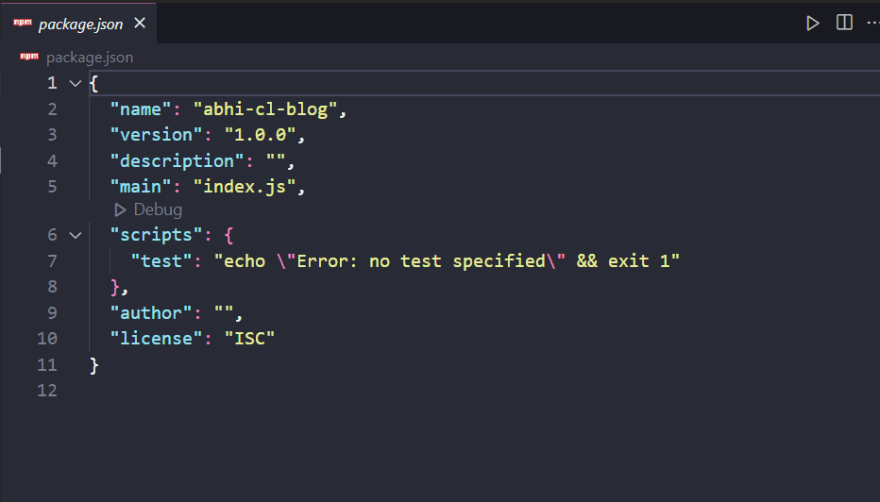 npm package.json
npm package.json
1 {
2 "name": "abhi-cl-blog",
3 "version": "1.0.0",
4 "description": "",
5 "main": "index.js",
Debug
6 "scripts": {
7 "test": "echo \"Error: no test specified\" && exit 1"
8 },
9 "author": "",
10 "license": "ISC"
11 }
12